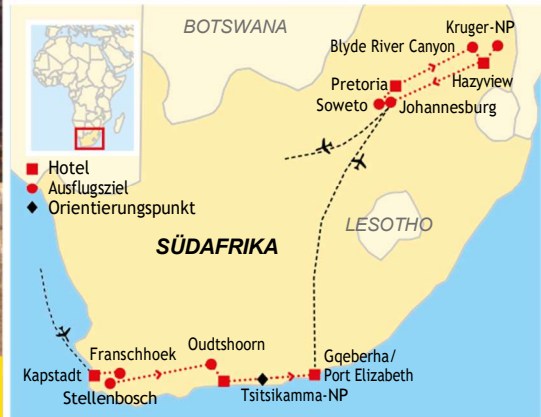 BOTSWANA
Kruger-NP
Blyde River Canyon
Hazyview
Pretoria
Soweto
Johannesburg
Hotel
Ausflugsziel
Orientierungspunkt
LESOTHO
SÜDAFRIKA
Oudtshoorn
Franschhoek
Gqeberha/
Port Elizabeth
Kapstadt
Stellenbosch
Tsitsikamma-NP